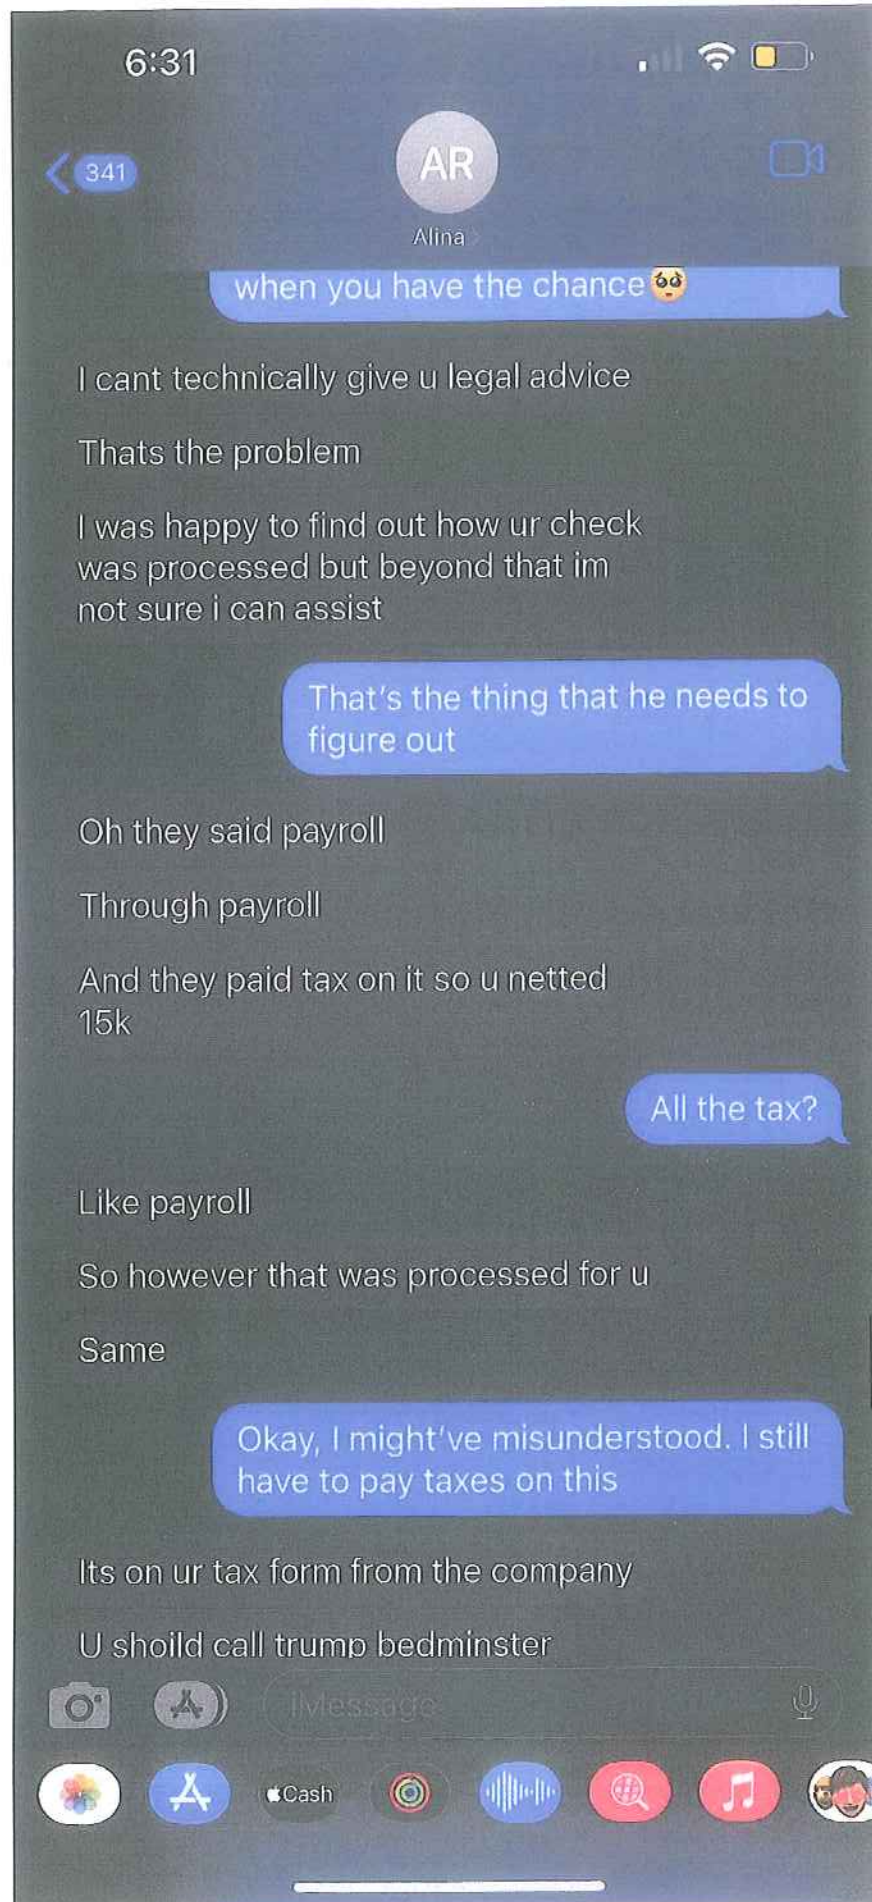 6:31
341
AR
Alina
when you have the chance🥺
I cant technically give u legal advice
Thats the problem
I was happy to find out how ur check
was processed but beyond that im
not sure i can assist
That's the thing that he needs to
figure out
Oh they said payroll
Through payroll
And they paid tax on it so u netted
15k
All the tax?
Like payroll
So however that was processed for u
Same
Okay, I might've misunderstood. I still
have to pay taxes on this
Its on ur tax form from the company
U shoild call trump bedminster
iMessage
Cash